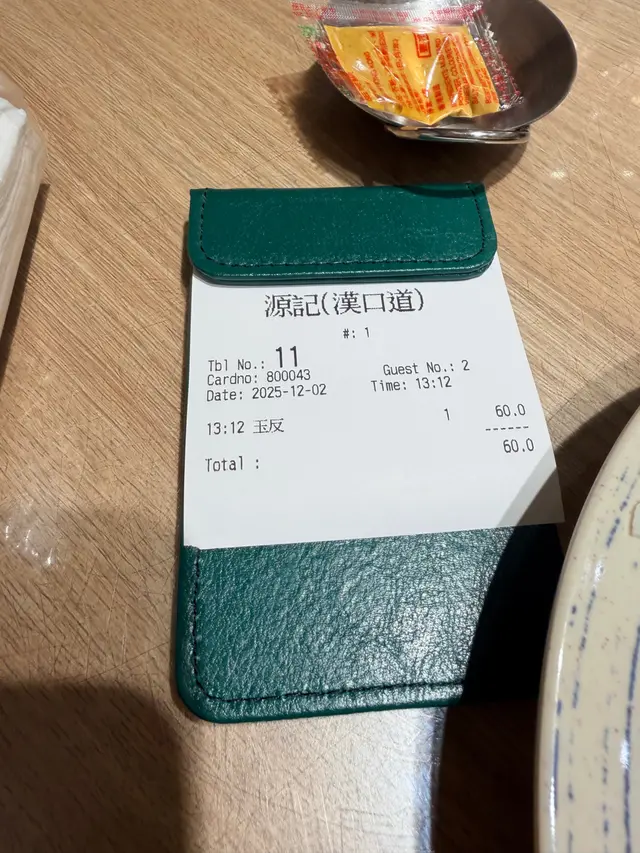 源記(漢口道)
#: 1
Tbl No.: 11
Cardno: 800043 Guest No.: 2
Date: 2025-12-02 Time: 13:12
13:12 玉反 1 60.0
------
Total : 60.0